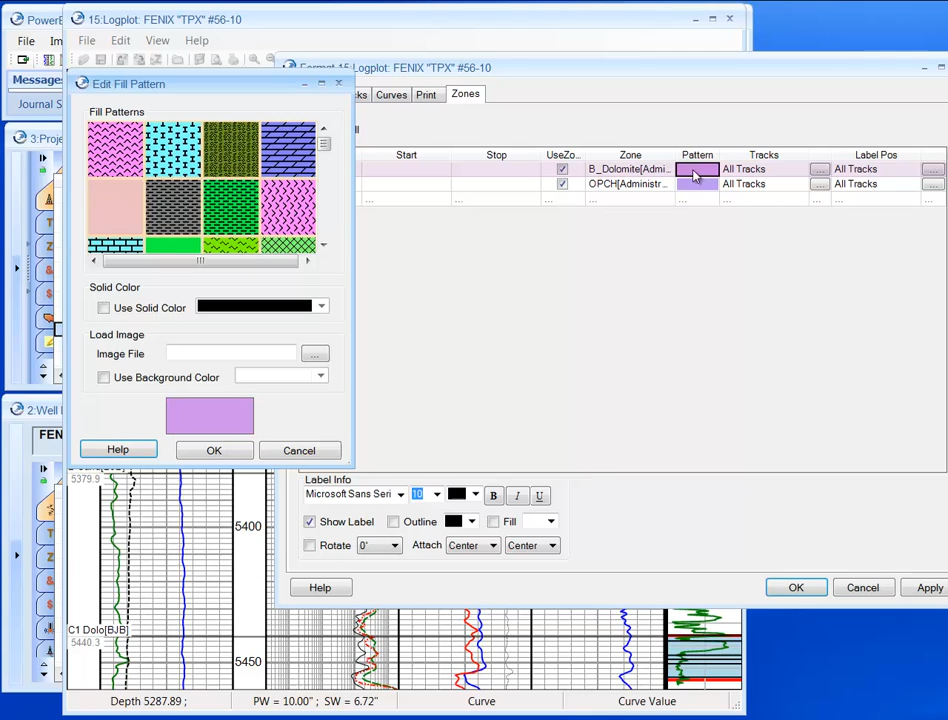 PowerE
File Im
Messages
Journal S
3:Proje
2:Well
FEN
15:Logplot: FENIX "TPX" #56-10
File Edit View Help
Format 15:Logplot: FENIX "TPX" #56-10
ks Curves Print Zones
ll
Start Stop UseZo... Zone Pattern Tracks Label Pos
B_Dolomite[Admi... All Tracks ... All Tracks ...
OPCH[Administr... All Tracks ... All Tracks ...
... ... ... ... ... ... ...
Edit Fill Pattern
Fill Patterns
Solid Color
Use Solid Color
Load Image
Image File ...
Use Background Color
Help OK Cancel
Label Info
Microsoft Sans Seri 10 B I U
Show Label Outline Fill
Rotate 0' Attach Center Center
Help OK Cancel Apply
5379.9
5400
C1 Dolo[BJB]
5440.3
5450
Depth 5287.89 ; PW = 10.00" ; SW = 6.72" Curve Curve Value